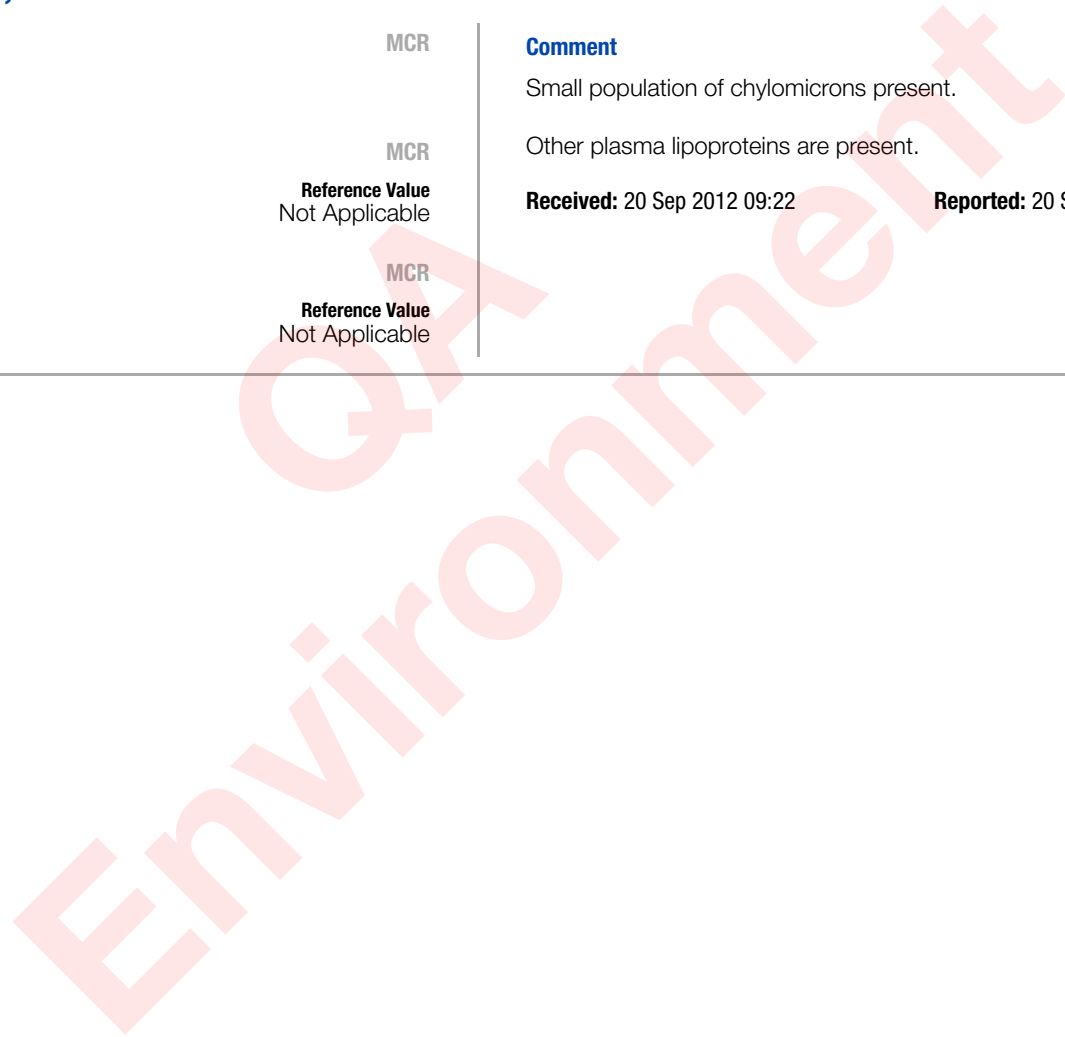 MCR
MCR
Reference Value
Not Applicable
MCR
Reference Value
Not Applicable
Comment
Small population of chylomicrons present.
Other plasma lipoproteins are present.
Received: 20 Sep 2012 09:22
Reported: 20
QA
Environment